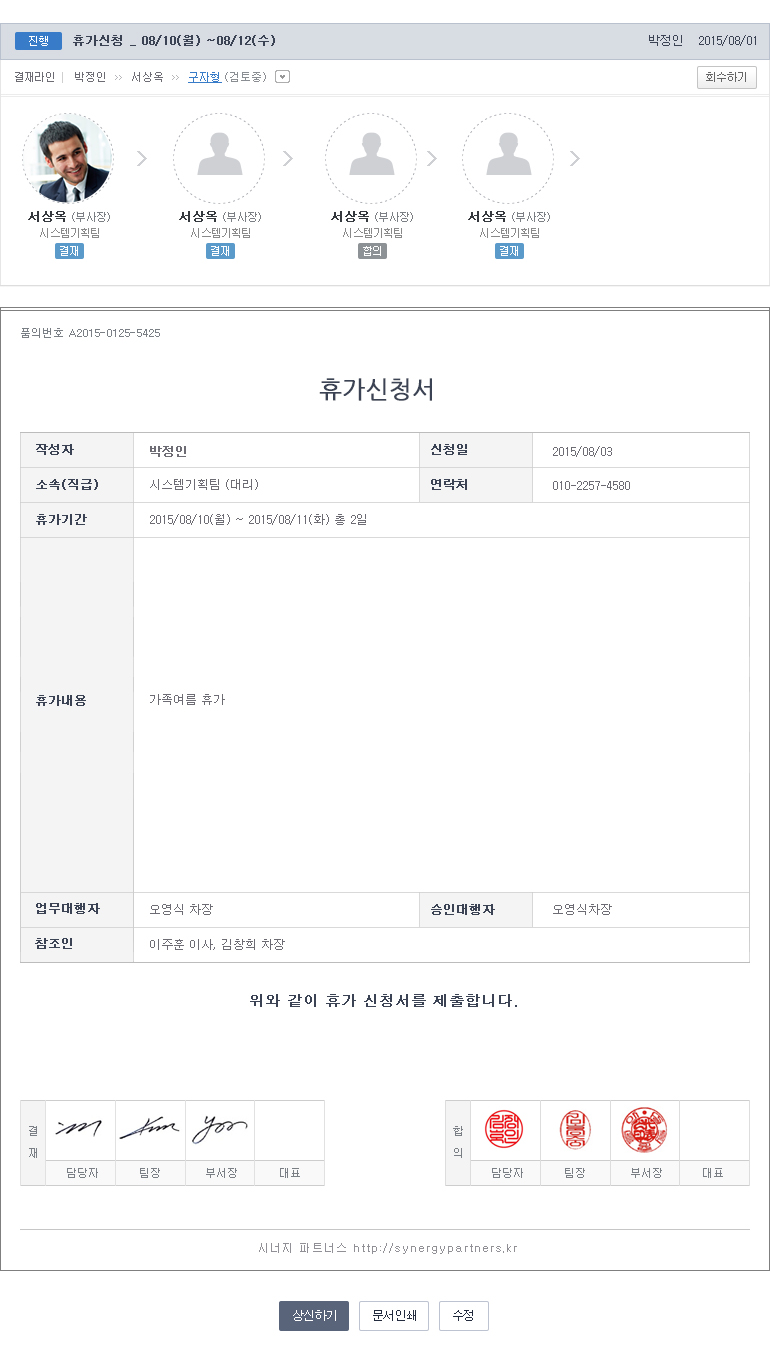 진행 휴가신청 _ 08/10(월) ~08/12(수) 박정인 2015/08/01
결재라인 | 박정인 >> 서상옥 >> 구자형 (검토중) 회수하기
서상옥 (부사장) 서상옥 (부사장) 서상옥 (부사장) 서상옥 (부사장)
시스템기획팀 시스템기획팀 시스템기획팀 시스템기획팀
결재 결재 합의 결재
품의번호 A2015-0125-5425
휴가신청서
작성자 박정인 신청일 2015/08/03
소속(직급) 시스템기획팀 (대리) 연락처 010-2257-4580
휴가기간 2015/08/10(월) ~ 2015/08/11(화) 총 2일
휴가내용 가족여름 휴가
업무대행자 오영식 차장 승인대행자 오영식차장
참조인 이주훈 이사, 김창희 차장
위와 같이 휴가 신청서를 제출합니다.
결재 합의
담당자 팀장 부서장 대표 담당자 팀장 부서장 대표
시너지 파트너스 http://synergypartners.kr
상신하기 문서인쇄 수정